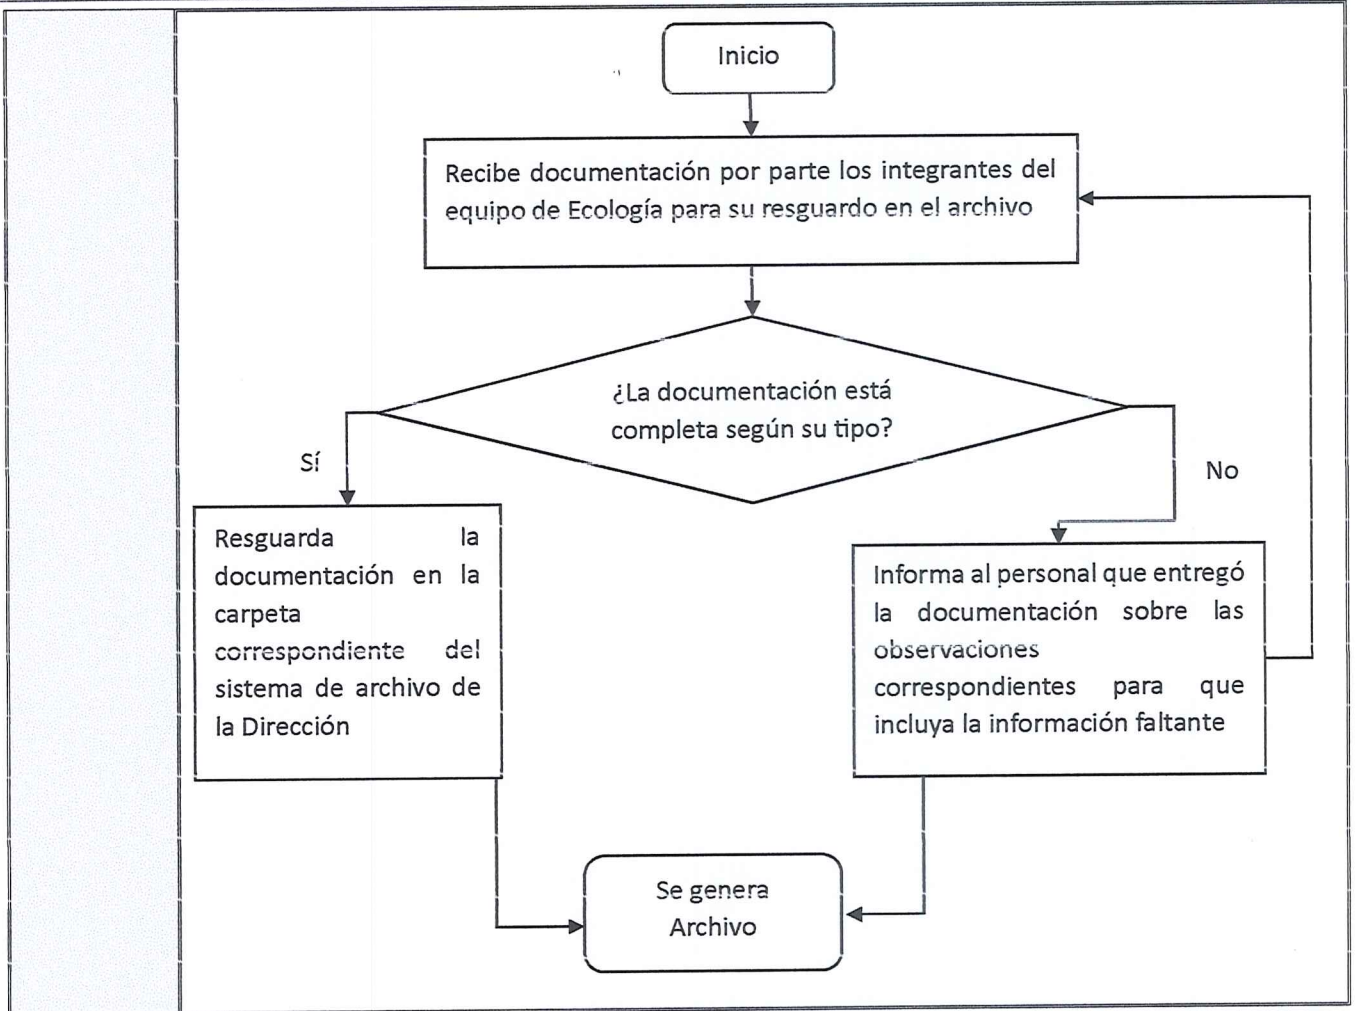 Inicio
Recibe documentación por parte los integrantes del
equipo de Ecología para su resguardo en el archivo
¿La documentación está
completa según su tipo?
Sí
No
Resguarda la
documentación en la
carpeta
correspondiente del
sistema de archivo de
la Dirección
Informa al personal que entregó
la documentación sobre las
observaciones
correspondientes para que
incluya la información faltante
Se genera
Archivo